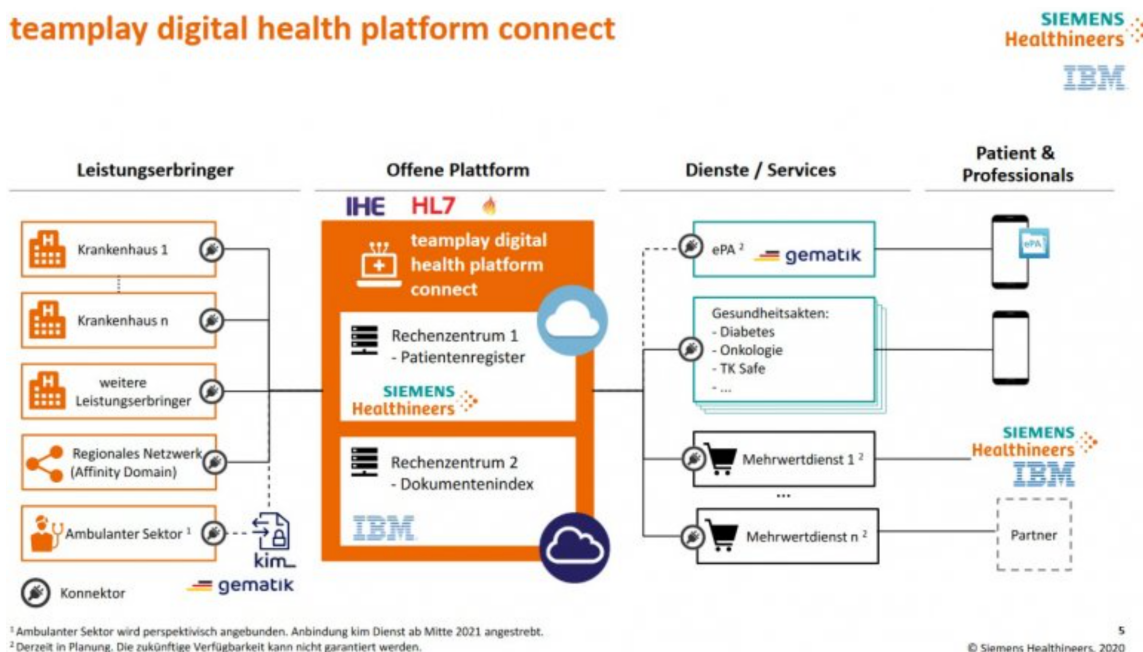 teamplay digital health platform connect
SIEMENS
Healthineers
IBM
Leistungserbringer
Offene Plattform
Dienste / Services
Patient &
Professionals
IHE HL7
Krankenhaus 1
Krankenhaus n
weitere
Leistungserbringer
Regionales Netzwerk
(Affinity Domain)
Ambulanter Sektor ¹
kim_
gematik
Konnektor
teamplay digital
health platform
connect
Rechenzentrum 1
- Patientenregister
SIEMENS
Healthineers
Rechenzentrum 2
- Dokumentenindex
IBM
ePA ²
gematik
Gesundheitsakten:
- Diabetes
- Onkologie
- TK Safe
- ...
Mehrwertdienst 1 ²
...
Mehrwertdienst n ²
ePA
SIEMENS
Healthineers
IBM
Partner
¹ Ambulanter Sektor wird perspektivisch angebunden. Anbindung kim Dienst ab Mitte 2021 angestrebt.
² Derzeit in Planung. Die zukünftige Verfügbarkeit kann nicht garantiert werden.
5
© Siemens Healthineers, 2020